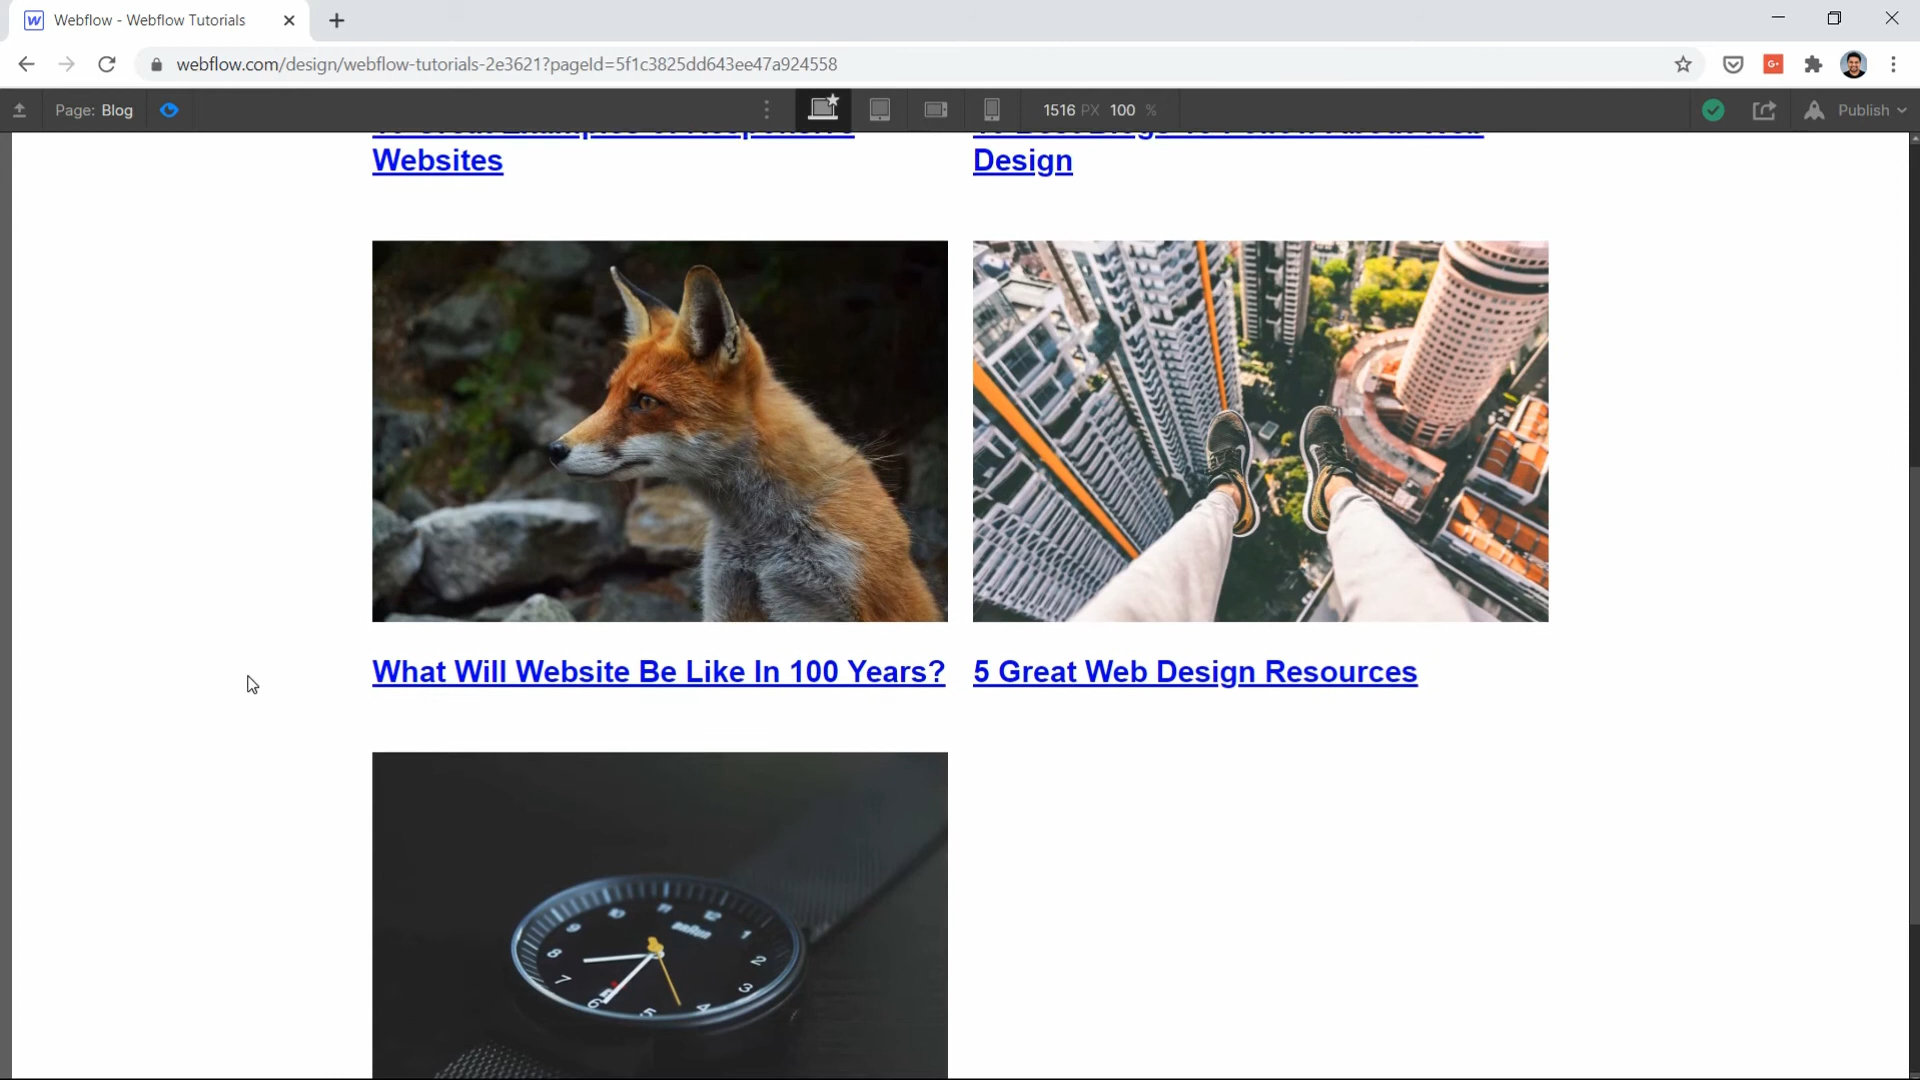 Webflow - Webflow Tutorials
webflow.com/design/webflow-tutorials-2e3621?pageId=5f1c3825dd643ee47a924558
Page: Blog
1516 PX 100 %
Publish
Websites
Design
What Will Website Be Like In 100 Years?
5 Great Web Design Resources
BRAUN